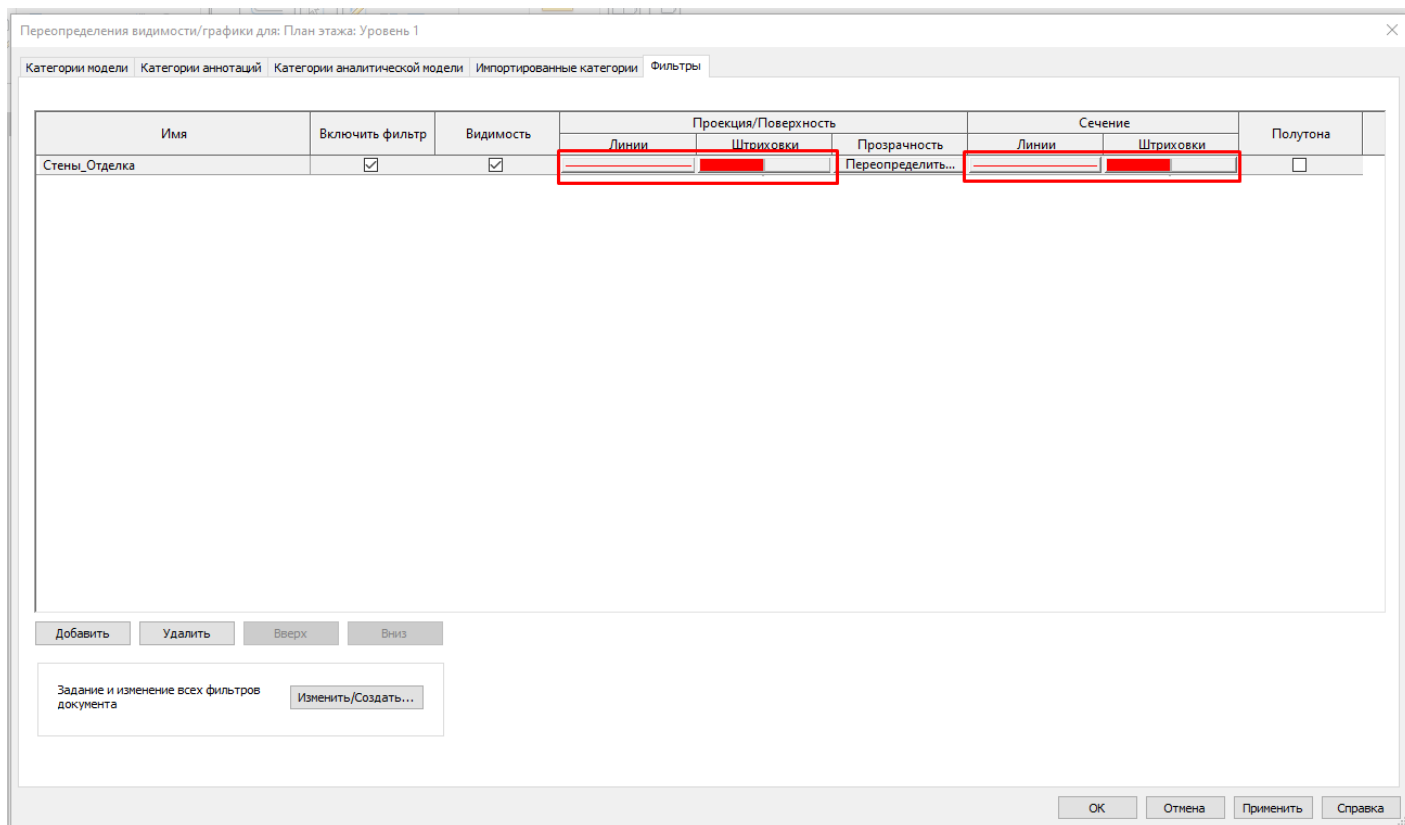 Переопределения видимости/графики для: План этажа: Уровень 1
Категории модели Категории аннотаций Категории аналитической модели Импортированные категории Фильтры
Имя Включить фильтр Видимость Проекция/Поверхность Сечение Полутона
Линии Штриховки Прозрачность Линии Штриховки
Стены_Отделка Переопределить...
Добавить Удалить Вверх Вниз
Задание и изменение всех фильтров
документа
Изменить/Создать...
ОК Отмена Применить Справка